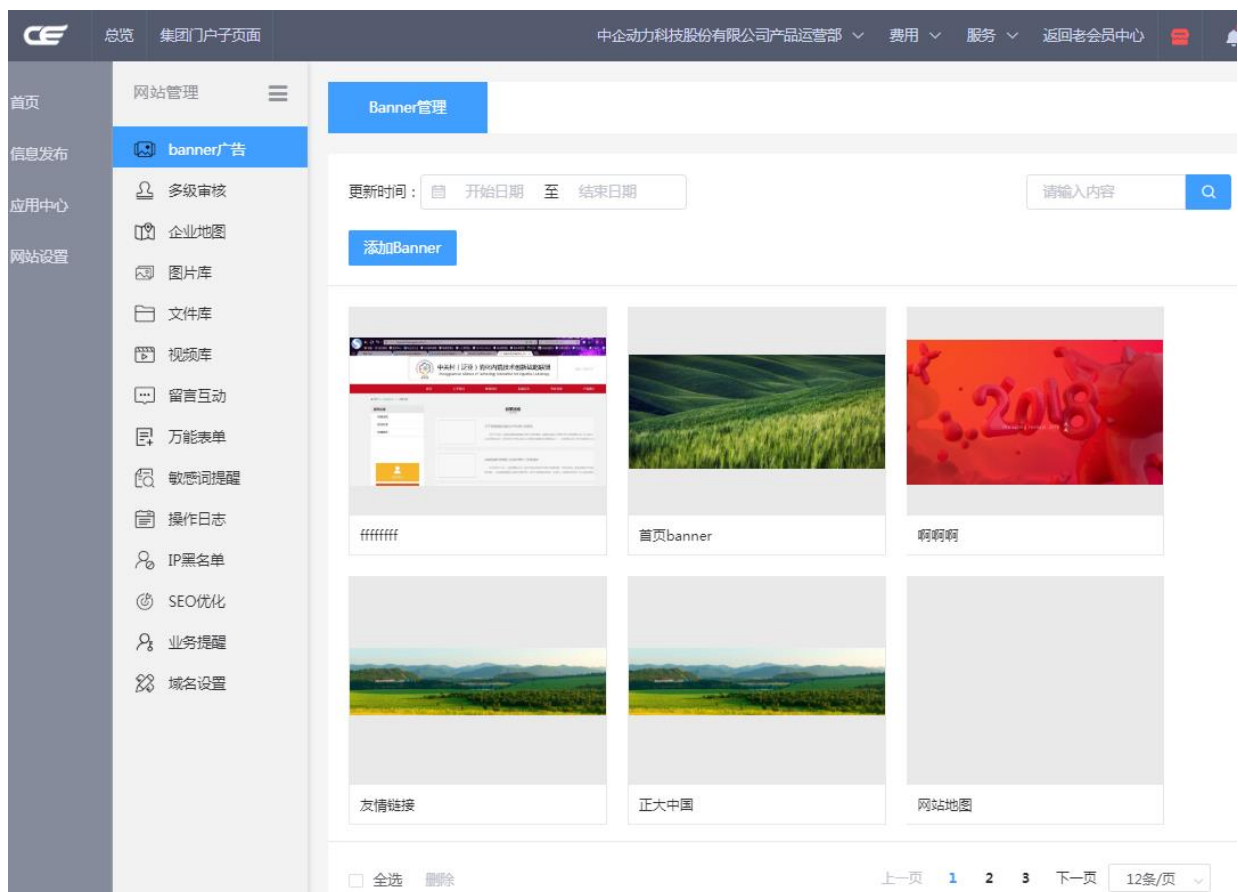 CE 总览 集团门户子页面 中企动力科技股份有限公司产品运营部 费用 服务 返回老会员中心
首页
信息发布
应用中心
网站设置
网站管理
banner广告
多级审核
企业地图
图片库
文件库
视频库
留言互动
万能表单
敏感词提醒
操作日志
IP黑名单
SEO优化
业务提醒
域名设置
Banner管理
更新时间： 开始日期 至 结束日期 请输入内容
添加Banner
2018
ffffffff 首页banner 啊啊啊
友情链接 正大中国 网站地图
全选 删除 上一页 1 2 3 下一页 12条/页